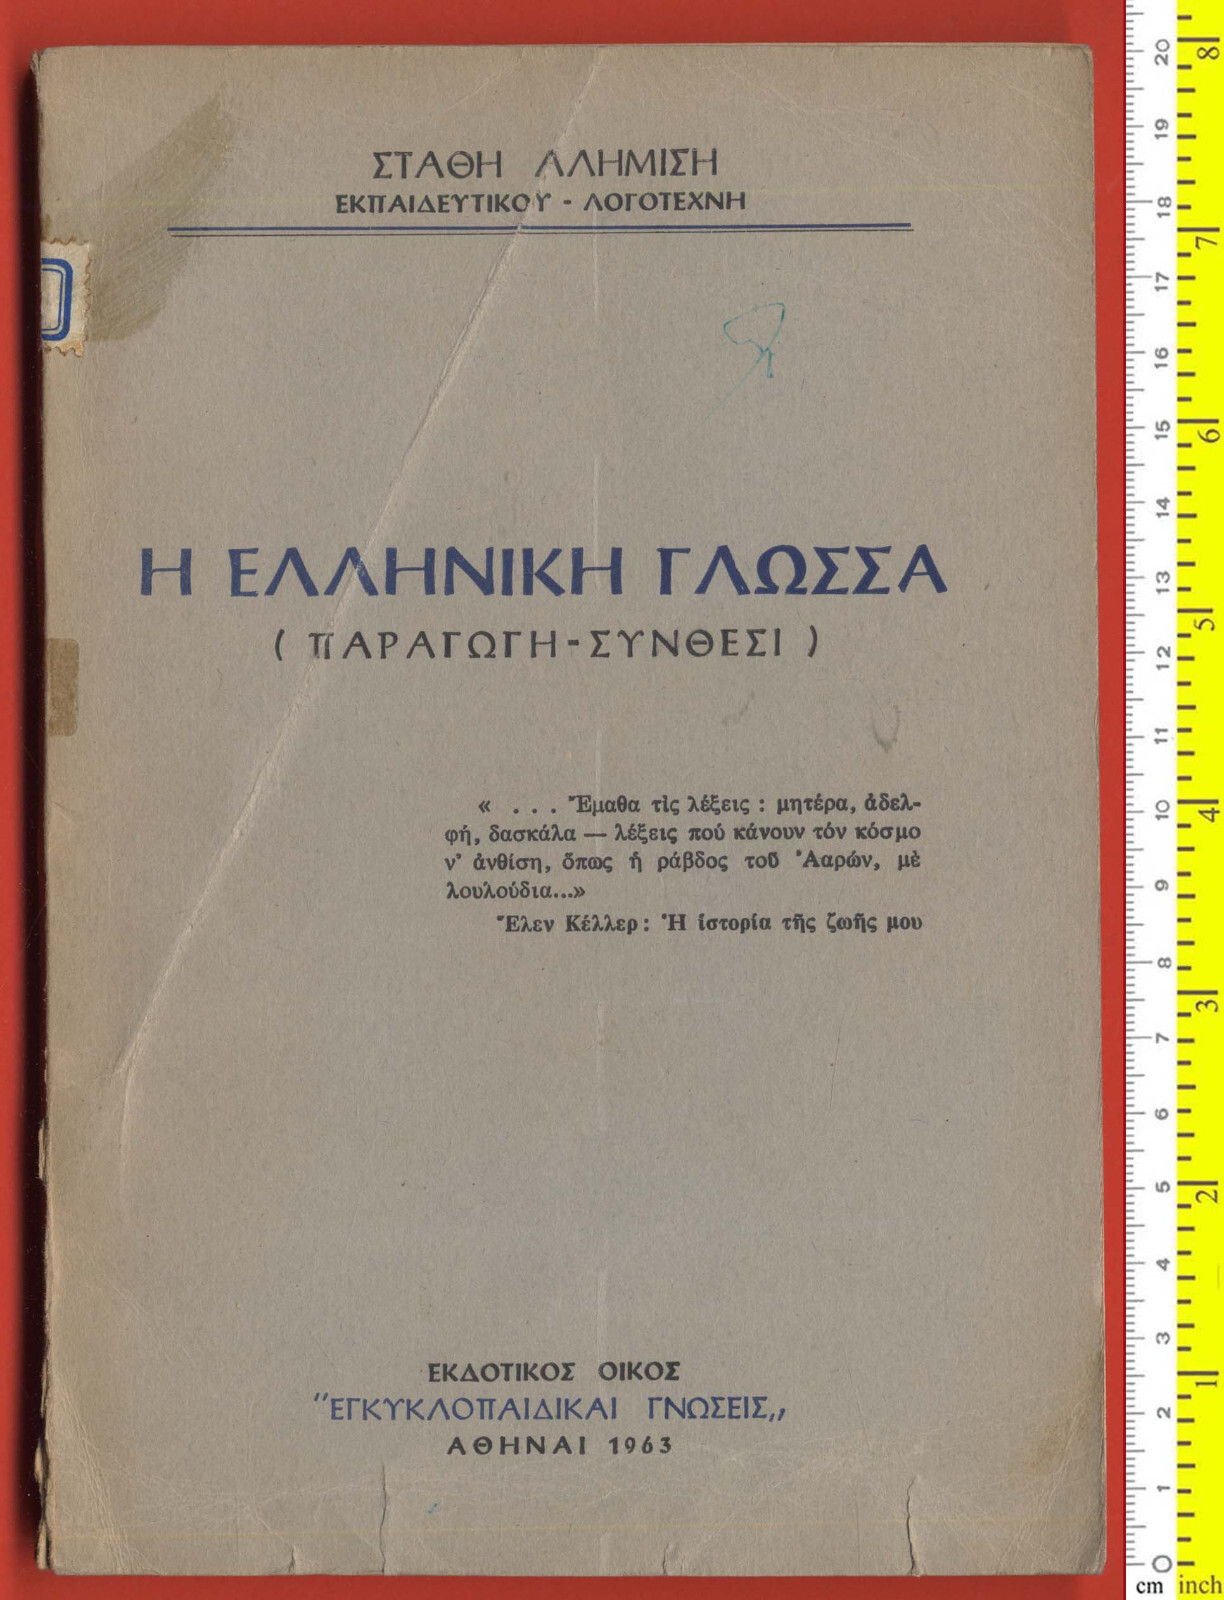 ΣΤΑΘΗ ΑΛΗΜΙΣΗ
ΕΚΠΑΙΔΕΥΤΙΚΟΥ - ΛΟΓΟΤΕΧΝΗ
Η ΕΛΛΗΝΙΚΗ ΓΛΩΣΣΑ
( ΠΑΡΑΓΩΓΗ-ΣΥΝΘΕΣΙ )
« . . . Ἔμαθα τὶς λέξεις : μητέρα, ἀδελ-
φή, δασκάλα — λέξεις πού κάνουν τόν κόσμο
ν' ἀνθίση, ὅπως ἡ ράβδος τοῦ Ἀαρών, μὲ
λουλούδια...»
Ἕλεν Κέλλερ : Ἡ ἱστορία τῆς ζωῆς μου
ΕΚΔΟΤΙΚΟΣ ΟΙΚΟΣ
"ΕΓΚΥΚΛΟΠΑΙΔΙΚΑΙ ΓΝΩΣΕΙΣ,,
ΑΘΗΝΑΙ 1963
20
19
18
17
16
15
14
13
12
11
10
9
8
7
6
5
4
3
2
1
0
cm
8
7
6
5
4
3
2
1
inch